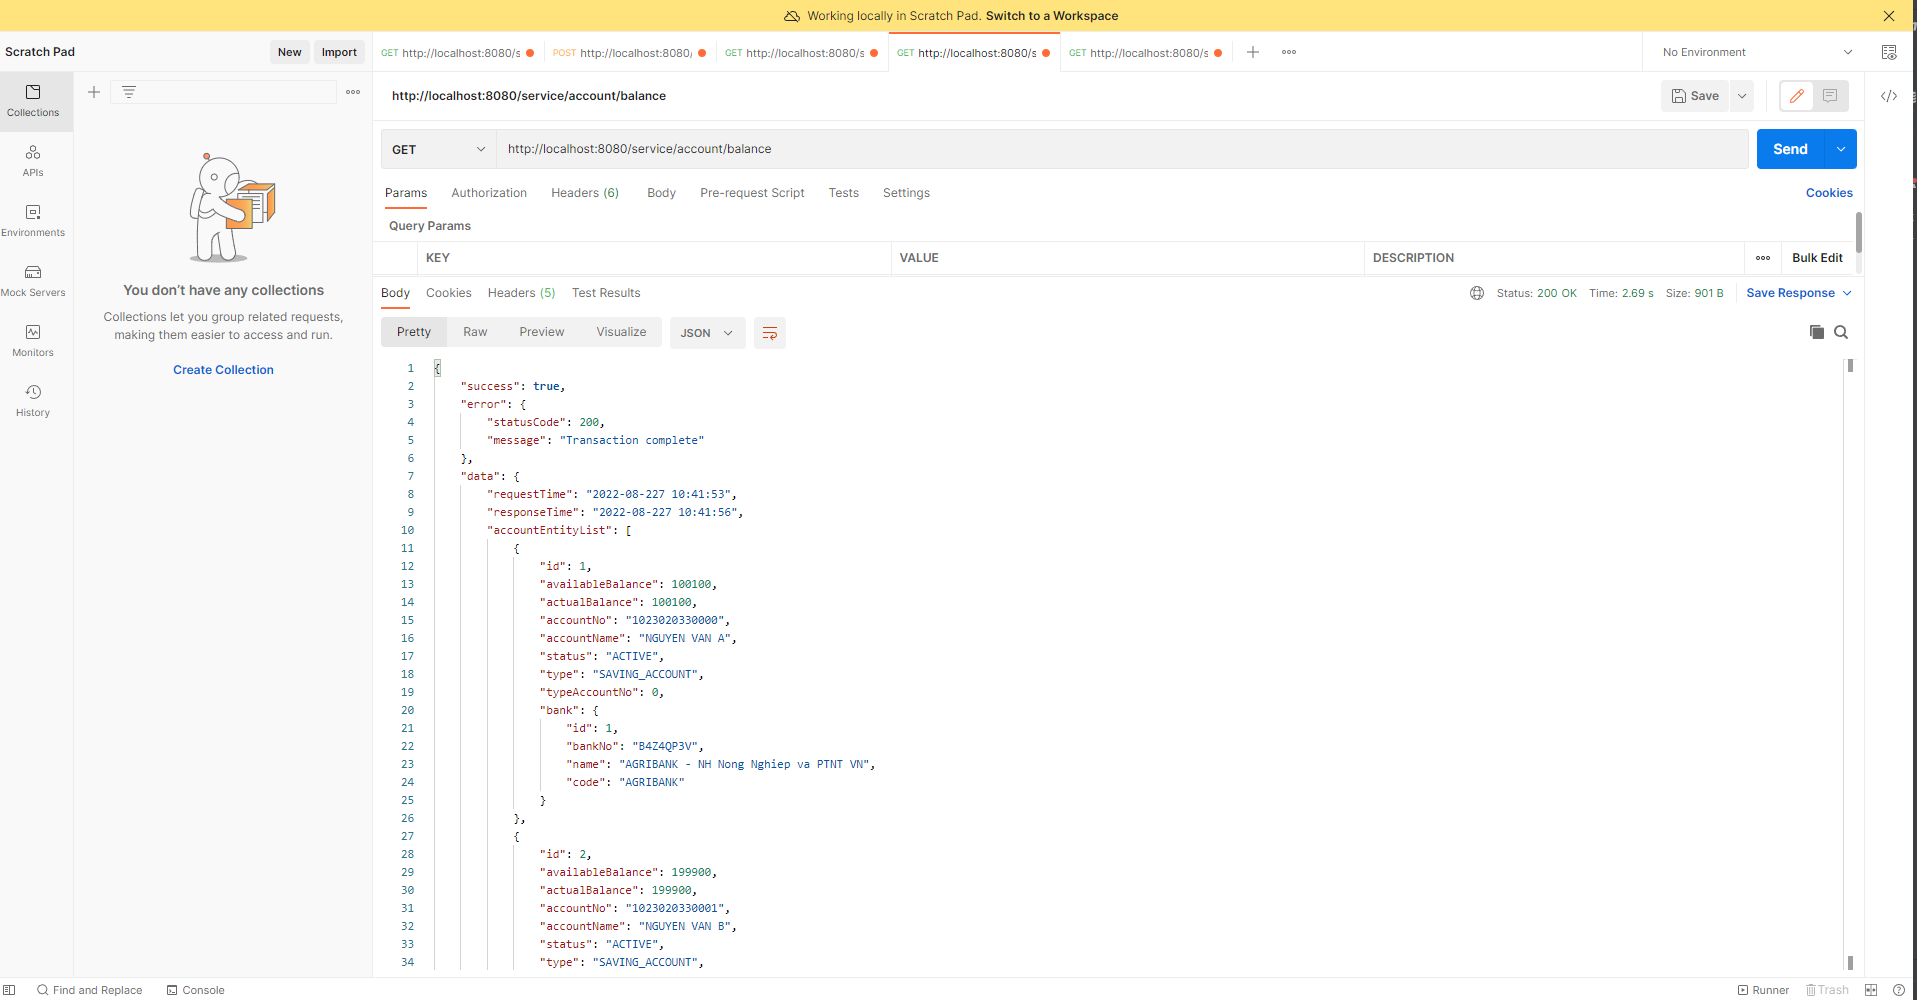 Working locally in Scratch Pad. Switch to a Workspace
Scratch Pad
New
Import
GET http://localhost:8080/s
POST http://localhost:8080/
GET http://localhost:8080/s
GET http://localhost:8080/s
GET http://localhost:8080/s
No Environment
Collections
APIs
Environments
Mock Servers
Monitors
History
You don't have any collections
Collections let you group related requests,
making them easier to access and run.
Create Collection
http://localhost:8080/service/account/balance
Save
GET
http://localhost:8080/service/account/balance
Send
Params Authorization Headers (6) Body Pre-request Script Tests Settings
Cookies
Query Params
KEY VALUE DESCRIPTION
Bulk Edit
Body Cookies Headers (5) Test Results
Status: 200 OK Time: 2.69 s Size: 901 B
Save Response
Pretty Raw Preview Visualize JSON
1 {
2 "success": true,
3 "error": {
4 "statusCode": 200,
5 "message": "Transaction complete"
6 },
7 "data": {
8 "requestTime": "2022-08-227 10:41:53",
9 "responseTime": "2022-08-227 10:41:56",
10 "accountEntityList": [
11 {
12 "id": 1,
13 "availableBalance": 100100,
14 "actualBalance": 100100,
15 "accountNo": "1023020330000",
16 "accountName": "NGUYEN VAN A",
17 "status": "ACTIVE",
18 "type": "SAVING_ACCOUNT",
19 "typeAccountNo": 0,
20 "bank": {
21 "id": 1,
22 "bankNo": "B4Z4QP3V",
23 "name": "AGRIBANK - NH Nong Nghiep va PTNT VN",
24 "code": "AGRIBANK"
25 }
26 },
27 {
28 "id": 2,
29 "availableBalance": 199900,
30 "actualBalance": 199900,
31 "accountNo": "1023020330001",
32 "accountName": "NGUYEN VAN B",
33 "status": "ACTIVE",
34 "type": "SAVING_ACCOUNT",
Find and Replace
Console
Runner
Trash